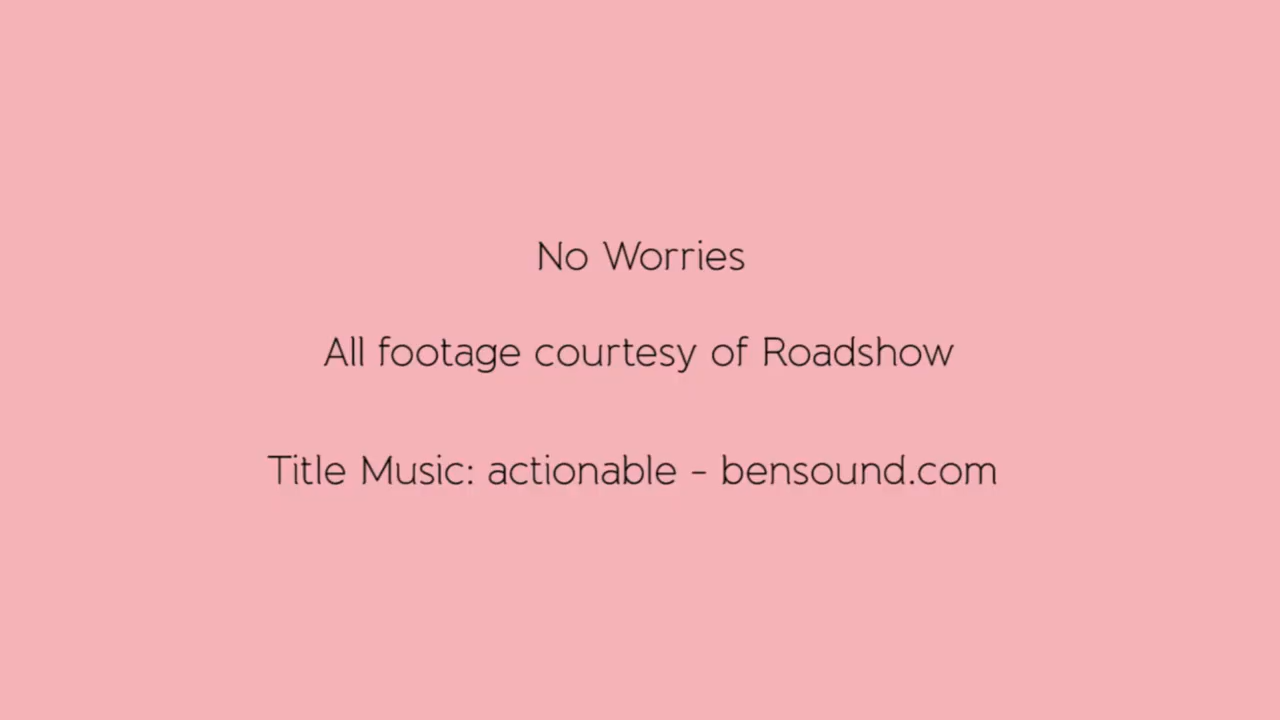 No Worries
All footage courtesy of Roadshow
Title Music: actionable - bensound.com